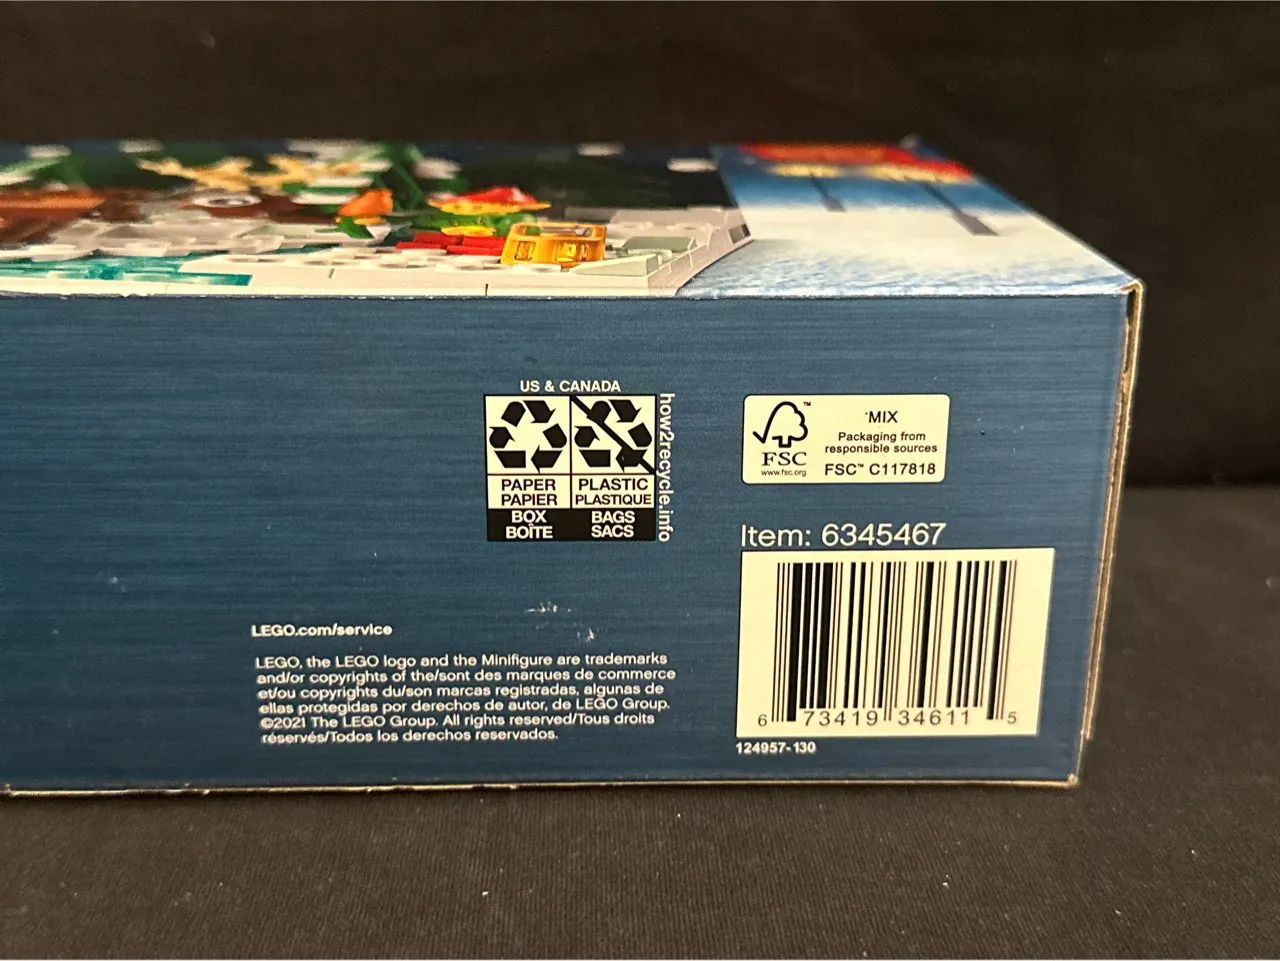 US & CANADA
PAPER
PAPIER
BOX
BOÎTE
PLASTIC
PLASTIQUE
BAGS
SACS
how2recycle.info
FSC
™
www.fsc.org
MIX
Packaging from
responsible sources
FSC™ C117818
Item: 6345467
6 73419 34611 5
124957-130
LEGO.com/service
LEGO, the LEGO logo and the Minifigure are trademarks
and/or copyrights of the/sont des marques de commerce
et/ou copyrights du/son marcas registradas, algunas de
ellas protegidas por derechos de autor, de LEGO Group.
©2021 The LEGO Group. All rights reserved/Tous droits
réservés/Todos los derechos reservados.